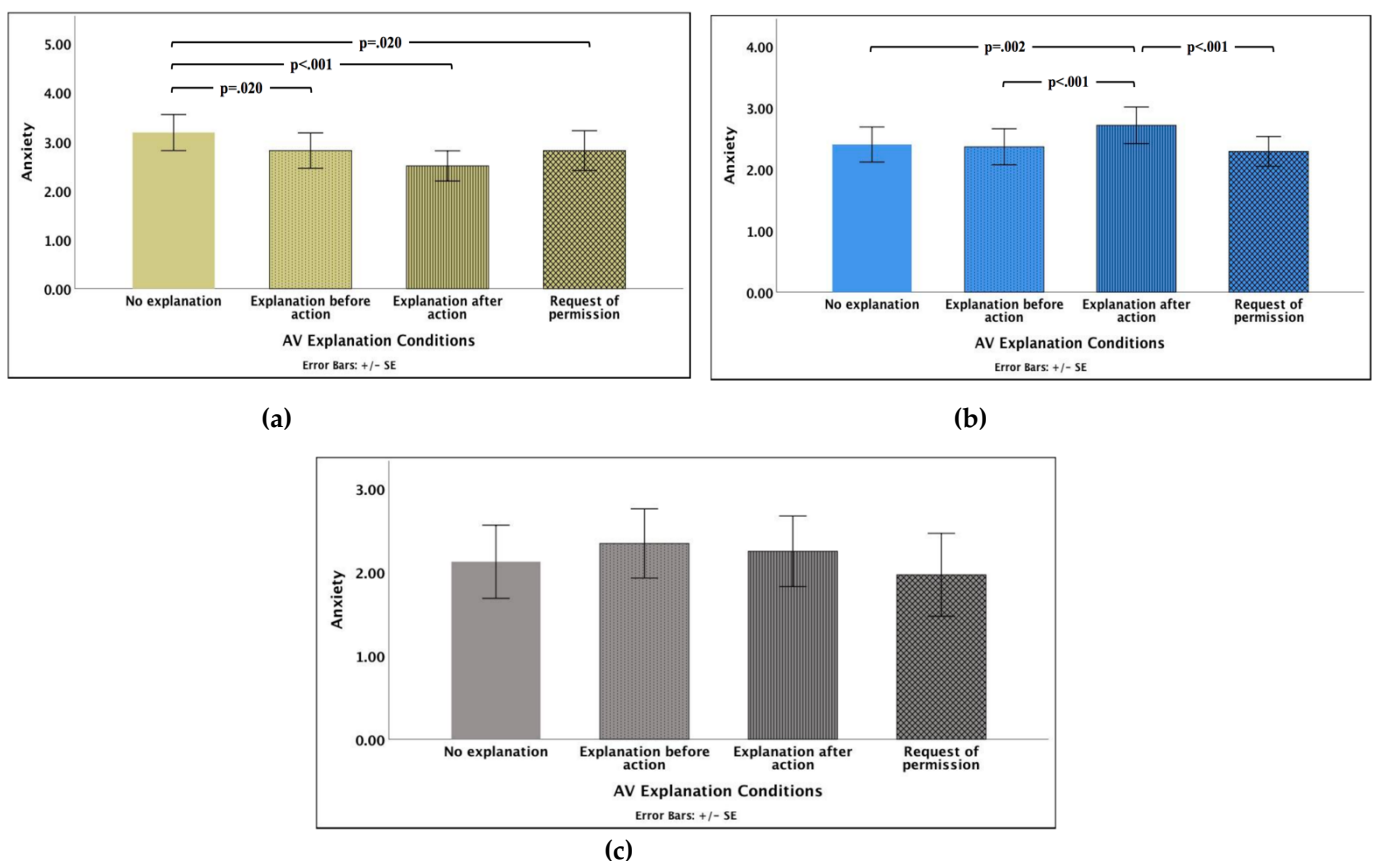 5.00
4.00
3.00
2.00
1.00
0.00
Anxiety
p=.020
p<.001
p=.020
No explanation
Explanation before
action
Explanation after
action
Request of
permission
AV Explanation Conditions
Error Bars: +/- SE
(a)
4.00
3.00
2.00
1.00
0.00
Anxiety
p=.002
p<.001
p<.001
No explanation
Explanation before
action
Explanation after
action
Request of
permission
AV Explanation Conditions
Error Bars: +/- SE
(b)
3.00
2.00
1.00
0.00
Anxiety
No explanation
Explanation before
action
Explanation after
action
Request of
permission
AV Explanation Conditions
Error Bars: +/- SE
(c)